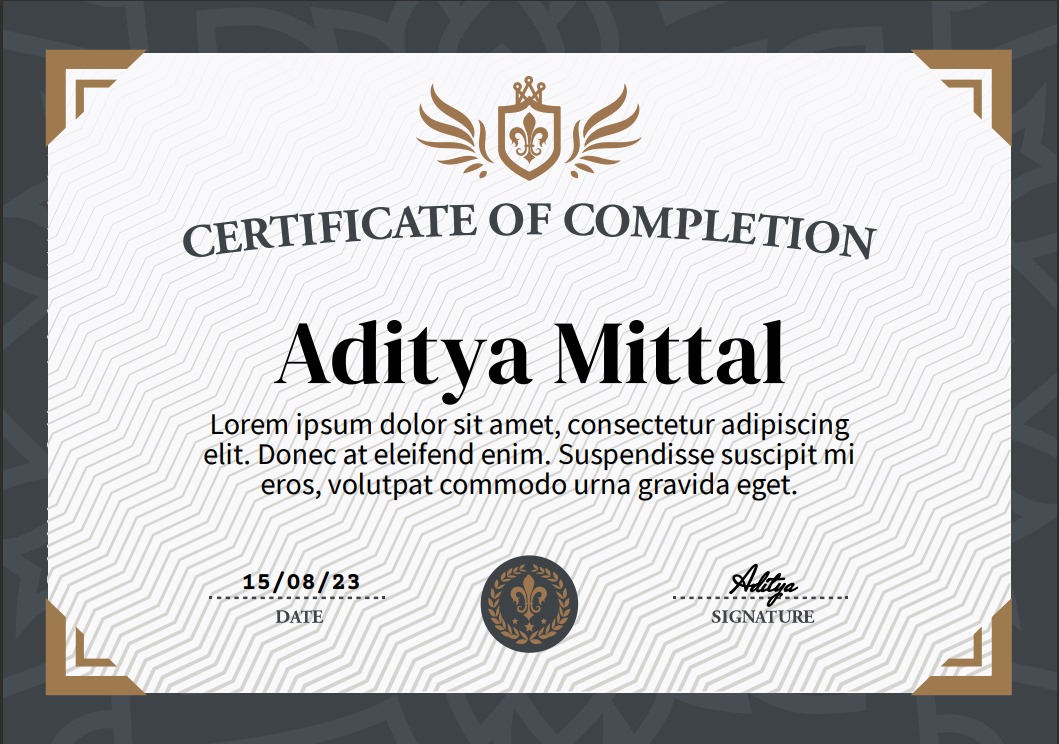 CERTIFICATE OF COMPLETION
Aditya Mittal
Lorem ipsum dolor sit amet, consectetur adipiscing
elit. Donec at eleifend enim. Suspendisse suscipit mi
eros, volutpat commodo urna gravida eget.
15/08/23
DATE
Aditya
SIGNATURE